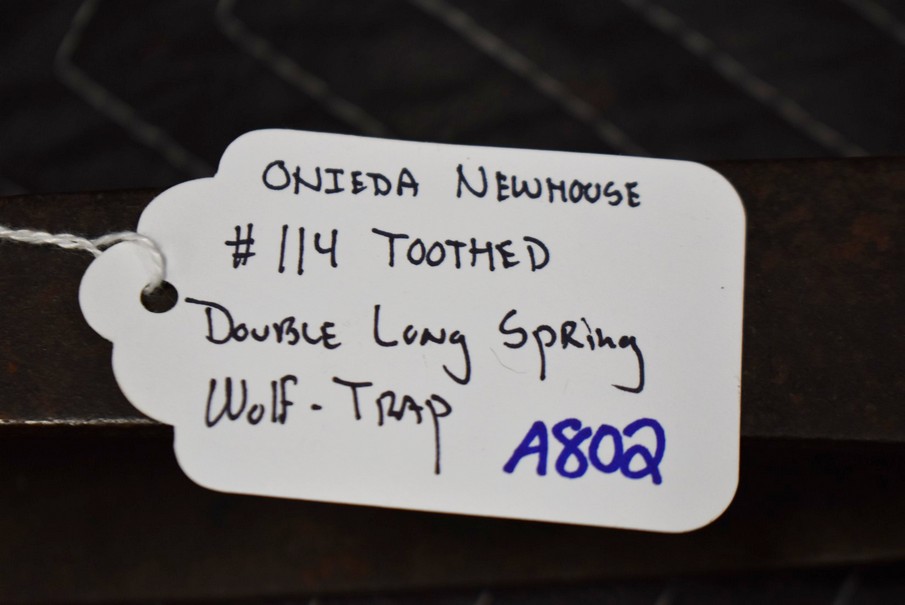 ONIEDA NEWHOUSE
# 114 TOOTHED
DOUBLE Long Spring
Wolf-TRAP
A802